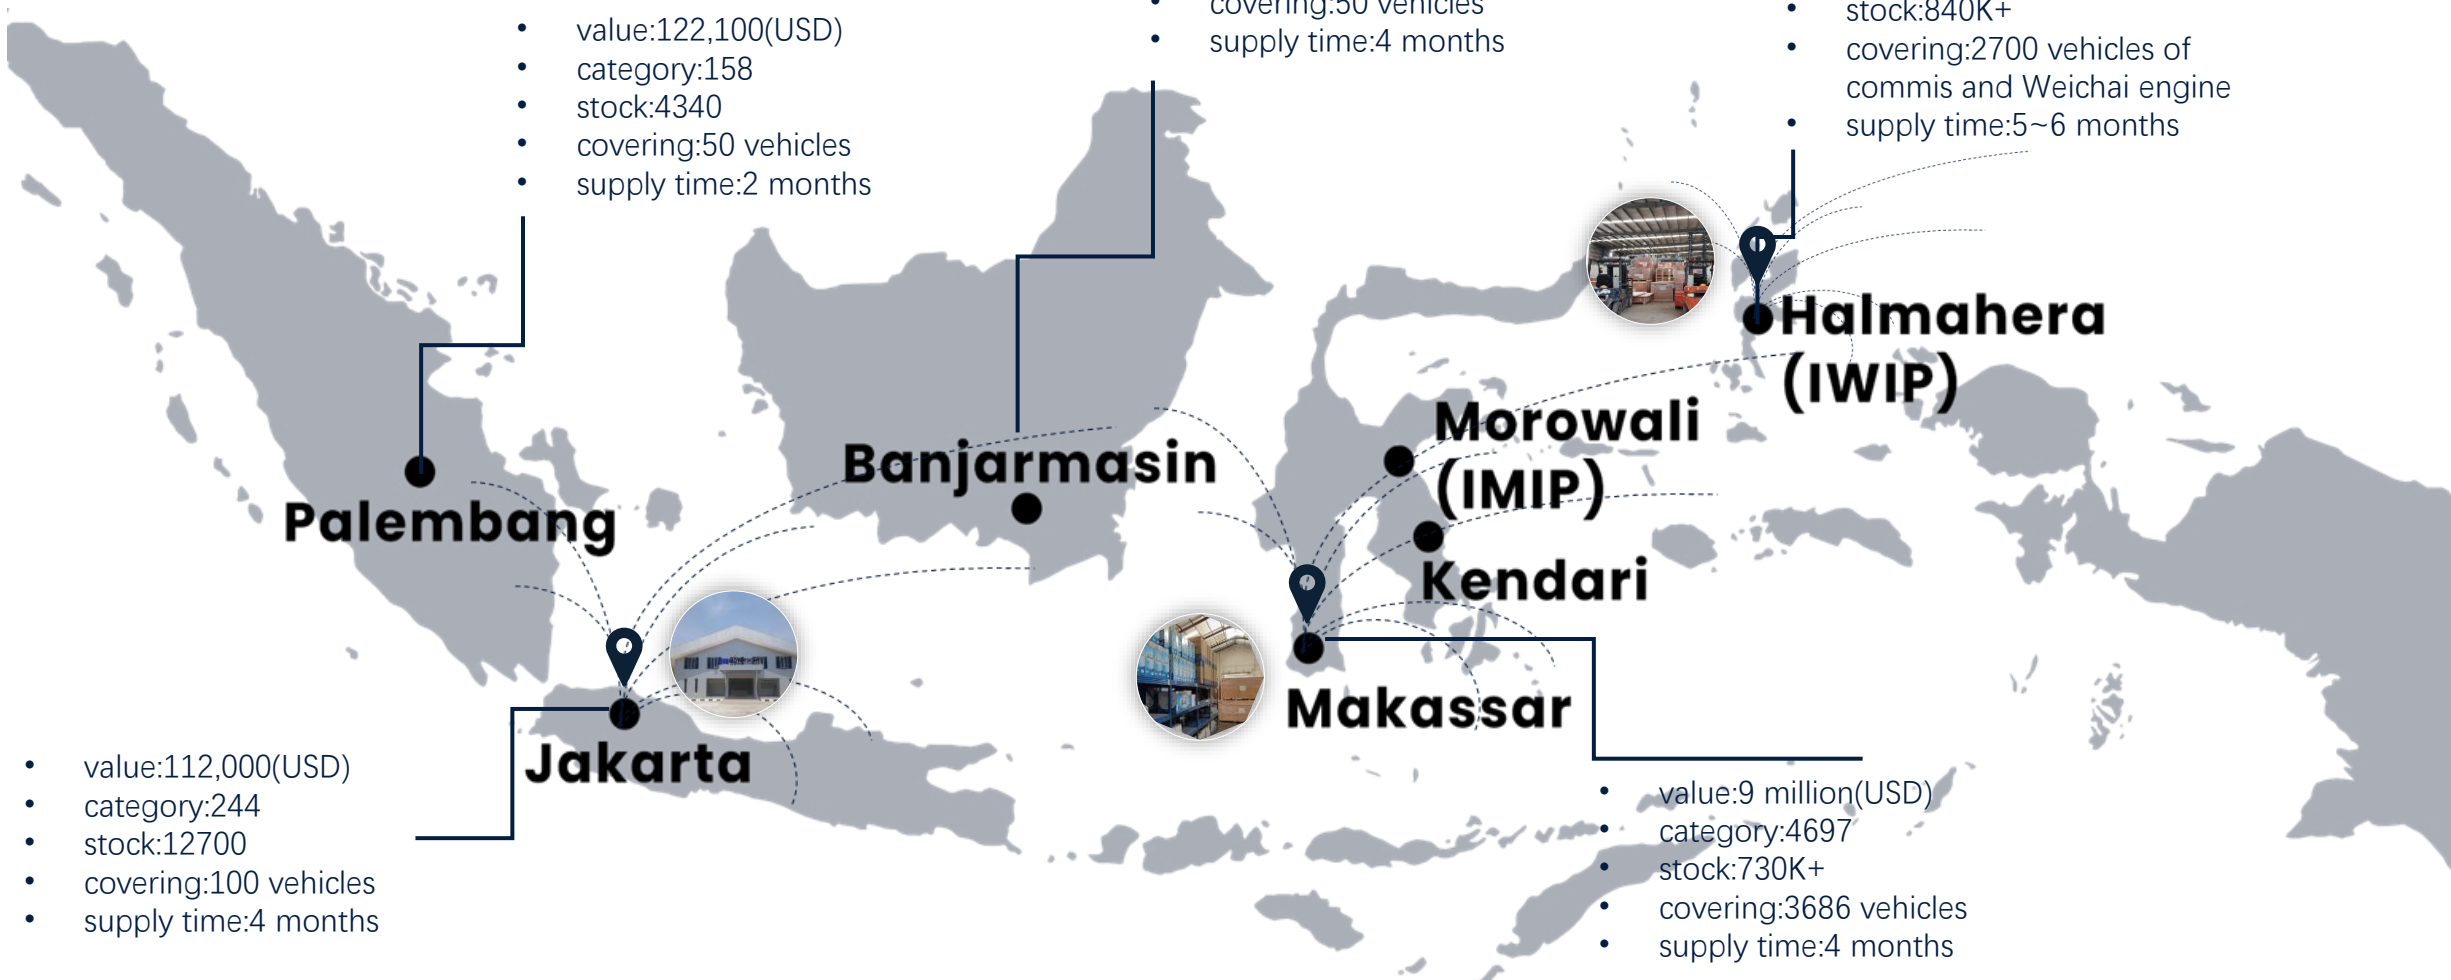 value:122,100(USD)
category:158
stock:4340
covering:50 vehicles
supply time:2 months
covering:50 vehicles
supply time:4 months
stock:840K+
covering:2700 vehicles of
commis and Weichai engine
supply time:5~6 months
Halmahera
(IWIP)
Morowali
(IMIP)
Banjarmasin
Palembang
Kendari
Makassar
Jakarta
value:112,000(USD)
category:244
stock:12700
covering:100 vehicles
supply time:4 months
value:9 million(USD)
category:4697
stock:730K+
covering:3686 vehicles
supply time:4 months